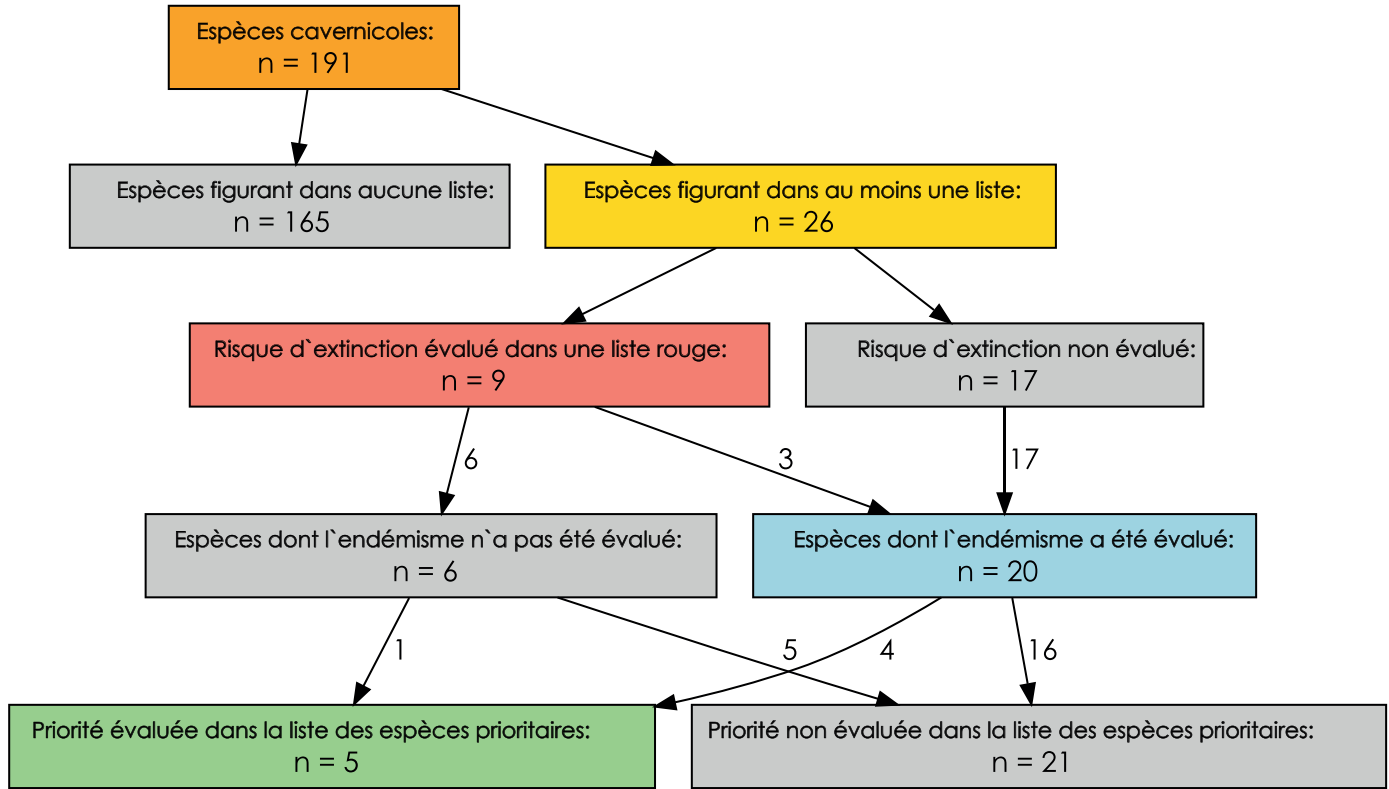 Espèces cavernicoles:
n = 191
Espèces figurant dans aucune liste:
n = 165
Espèces figurant dans au moins une liste:
n = 26
Risque d`extinction évalué dans une liste rouge:
n = 9
Risque d`extinction non évalué:
n = 17
6
3
17
Espèces dont l`endémisme n`a pas été évalué:
n = 6
Espèces dont l`endémisme a été évalué:
n = 20
1
5
4
16
Priorité évaluée dans la liste des espèces prioritaires:
n = 5
Priorité non évaluée dans la liste des espèces prioritaires:
n = 21